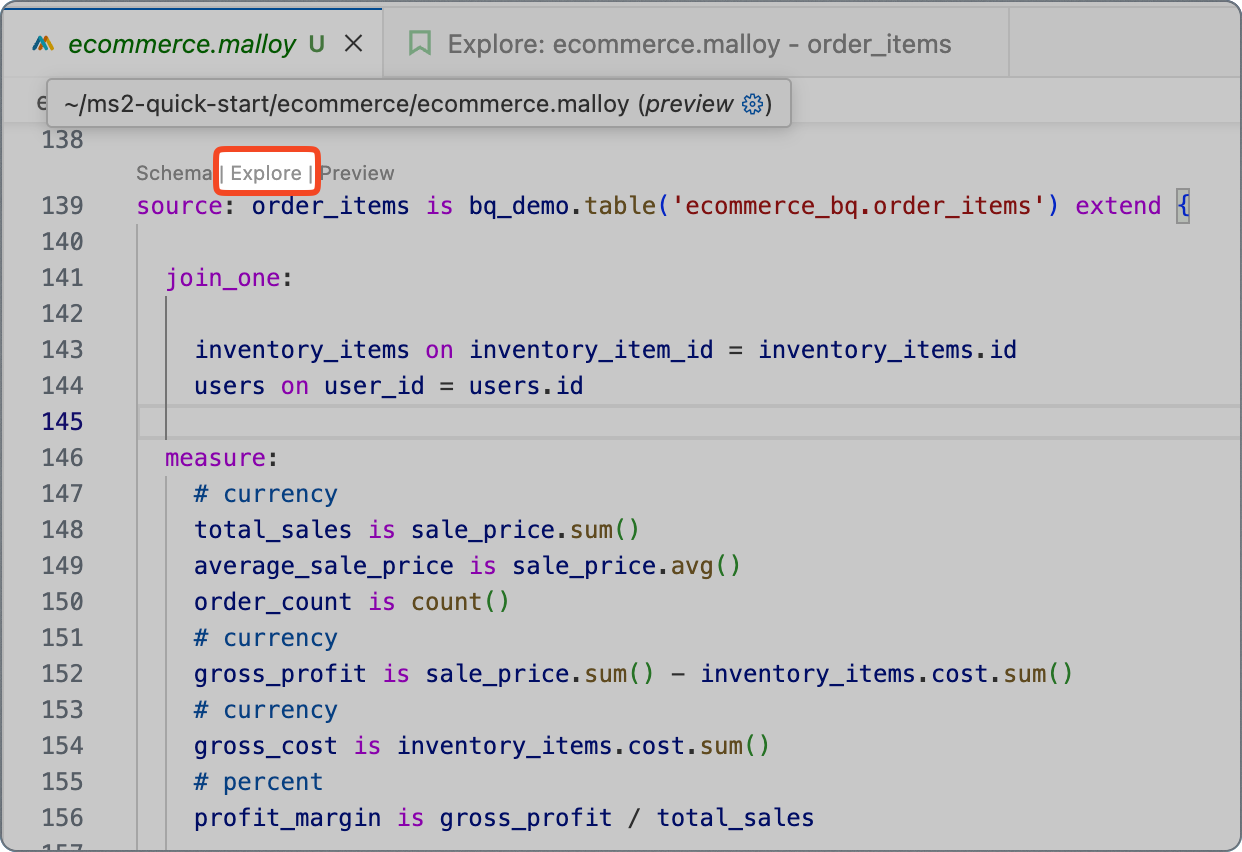 ecommerce.malloy U × Explore: ecommerce.malloy - order_items
e ~/ms2-quick-start/ecommerce/ecommerce.malloy (preview ⚙)
138
Schema | Explore | Preview
139 source: order_items is bq_demo.table('ecommerce_bq.order_items') extend {
140
141 join_one:
142
143 inventory_items on inventory_item_id = inventory_items.id
144 users on user_id = users.id
145
146 measure:
147 # currency
148 total_sales is sale_price.sum()
149 average_sale_price is sale_price.avg()
150 order_count is count()
151 # currency
152 gross_profit is sale_price.sum() - inventory_items.cost.sum()
153 # currency
154 gross_cost is inventory_items.cost.sum()
155 # percent
156 profit_margin is gross_profit / total_sales
157